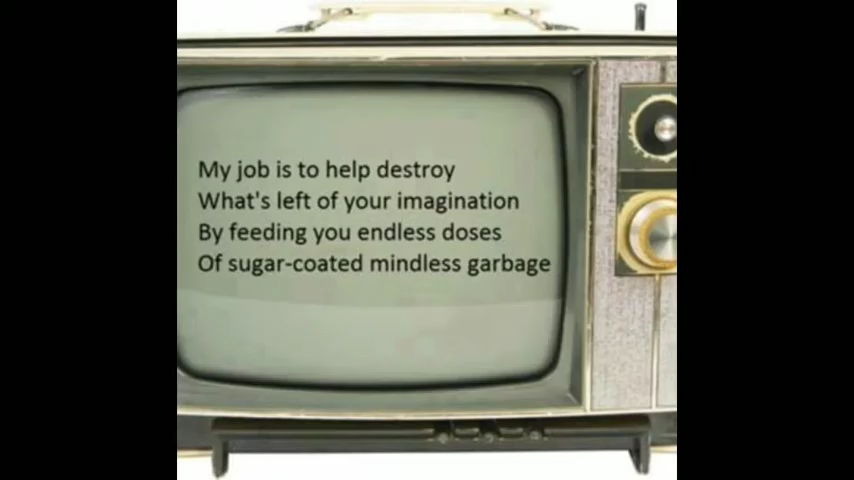 My job is to help destroy
What's left of your imagination
By feeding you endless doses
Of sugar-coated mindless garbage